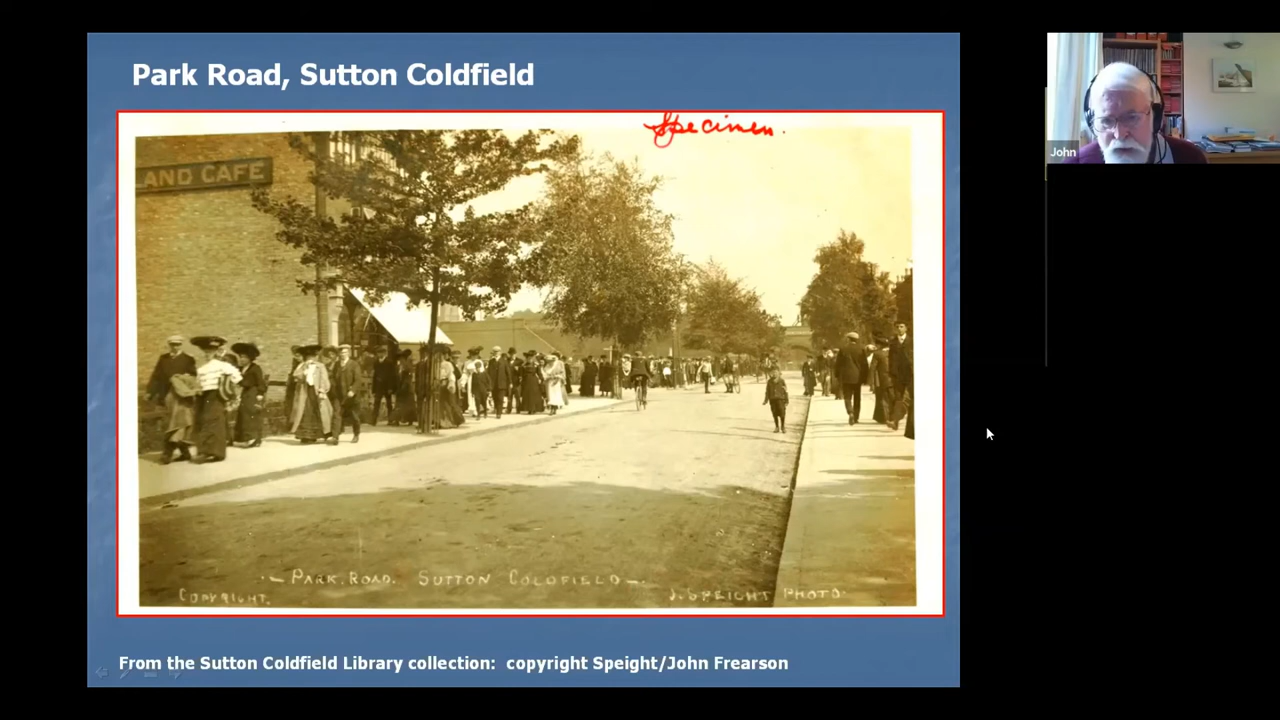 Park Road, Sutton Coldfield
Specimen.
LAND CAFE
John
PARK. ROAD. SUTTON COLDFIELD
COPYRIGHT. J. SPEIGHT PHOTO.
From the Sutton Coldfield Library collection: copyright Speight/John Frearson